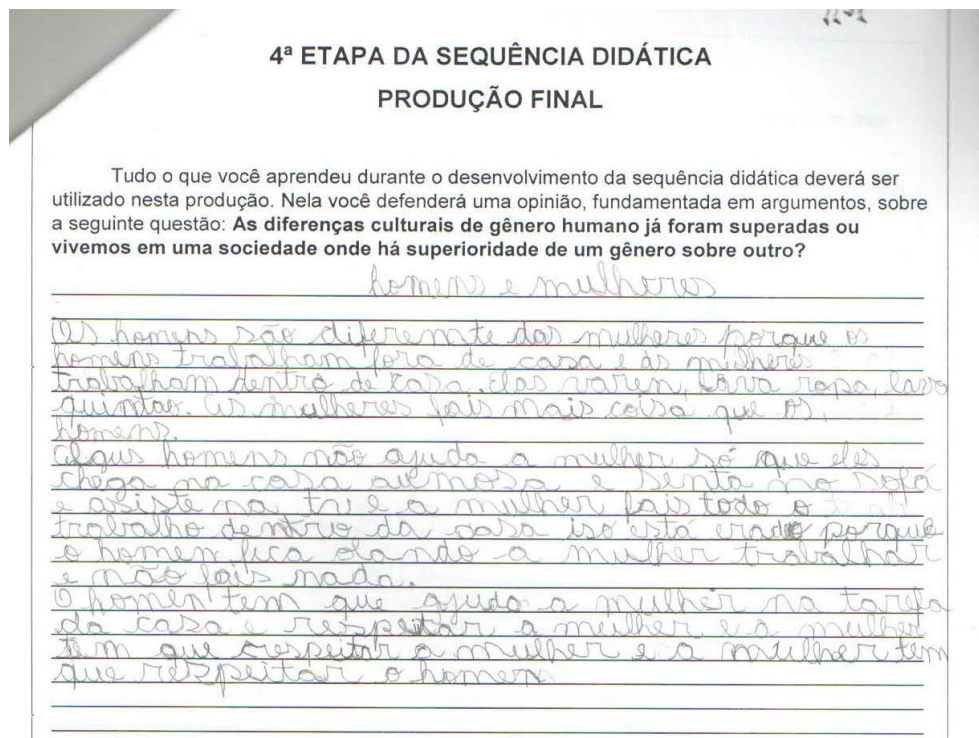 4ª ETAPA DA SEQUÊNCIA DIDÁTICA
PRODUÇÃO FINAL
Tudo o que você aprendeu durante o desenvolvimento da sequência didática deverá ser
utilizado nesta produção. Nela você defenderá uma opinião, fundamentada em argumentos, sobre
a seguinte questão: As diferenças culturais de gênero humano já foram superadas ou
vivemos em uma sociedade onde há superioridade de um gênero sobre outro?
homens e mulheres
Os homens são diferemte das mulheres porque os
homens trabalham fora de casa e as mulheres
trabalham dentro de casa. elas varen, lava ropa, lava
quintao. as mulheres fais mais coisa que os
homens.
algus homens não ajuda a mulher só que eles
chega na casa e senta no sofá
e asiste na tv e a mulher fais todo o
trabalho dentrio da casa iso está erado porque
o homen fica olando a mulher trabalhar
e não fais nada.
O homen tem que ajuda a mulher na tarefa
da casa e respeitar a mulher e a mulher
tem que respeitar a mulher e a mulher tem
que respeitar o homen